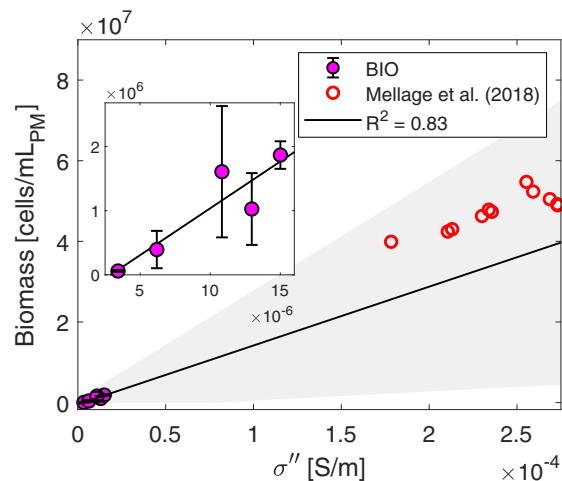 ×10⁷
8
6
4
2
0
Biomass [cells/mL_PM]
BIO
Mellage et al. (2018)
R² = 0.83
×10⁶
2
1
0
5 10 15
×10⁻⁶
0 0.5 1 1.5 2 2.5
σ'' [S/m]
×10⁻⁴